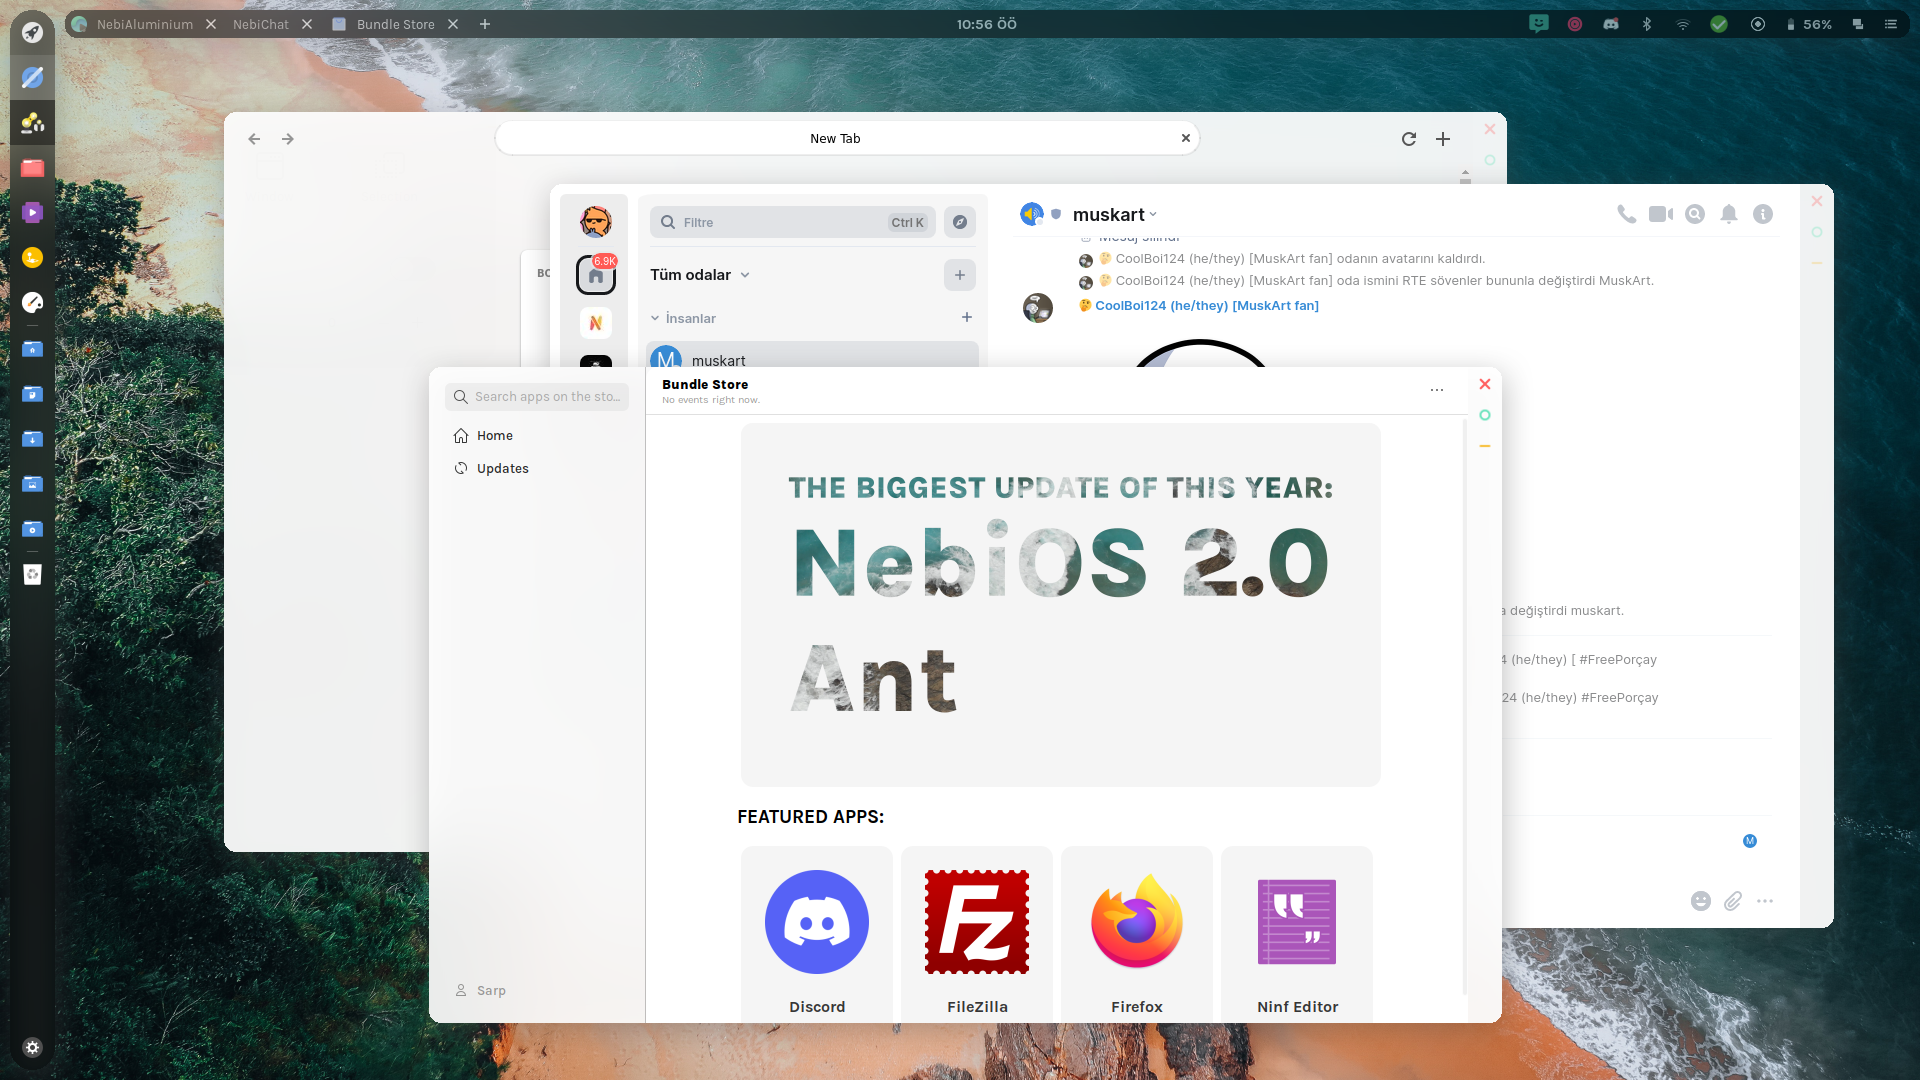 NebiAluminium
NebiChat
Bundle Store
10:56 ÖÖ
56%
New Tab
Filtre
Ctrl K
muskart
Mesaj silindi
6.9K
CoolBoi124 (he/they) [MuskArt fan] odanın avatarını kaldırdı.
Tüm odalar
BO
CoolBoi124 (he/they) [MuskArt fan] oda ismini RTE sövenler bununla değiştirdi MuskArt.
CoolBoi124 (he/they) [MuskArt fan]
İnsanlar
N
M muskart
Search apps on the sto...
Home
Updates
Sarp
Bundle Store
No events right now.
THE BIGGEST UPDATE OF THIS YEAR:
NebiOS 2.0
Ant
FEATURED APPS:
Fz
Discord
FileZilla
Firefox
Ninf Editor
a değiştirdi muskart.
4 (he/they) [ #FreePorçay
24 (he/they) #FreePorçay
M